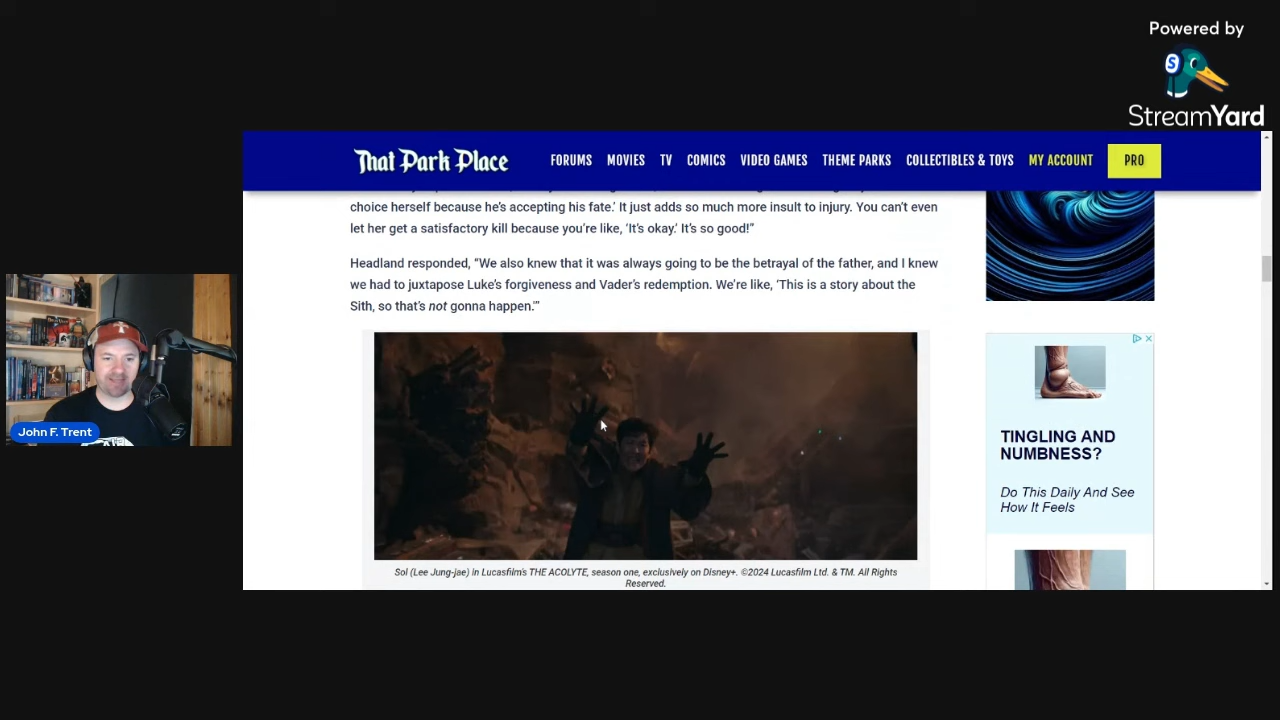 Powered by
S
StreamYard
That Park Place
FORUMS MOVIES TV COMICS VIDEO GAMES THEME PARKS COLLECTIBLES & TOYS MY ACCOUNT PRO
choice herself because he's accepting his fate.' It just adds so much more insult to injury. You can't even
let her get a satisfactory kill because you're like, 'It's okay.' It's so good!"
Headland responded, "We also knew that it was always going to be the betrayal of the father, and I knew
we had to juxtapose Luke's forgiveness and Vader's redemption. We're like, 'This is a story about the
Sith, so that's not gonna happen.'"
Sol (Lee Jung-jae) in Lucasfilm's THE ACOLYTE, season one, exclusively on Disney+. ©2024 Lucasfilm Ltd. & TM. All Rights
Reserved.
TINGLING AND
NUMBNESS?
Do This Daily And See
How It Feels
John F. Trent